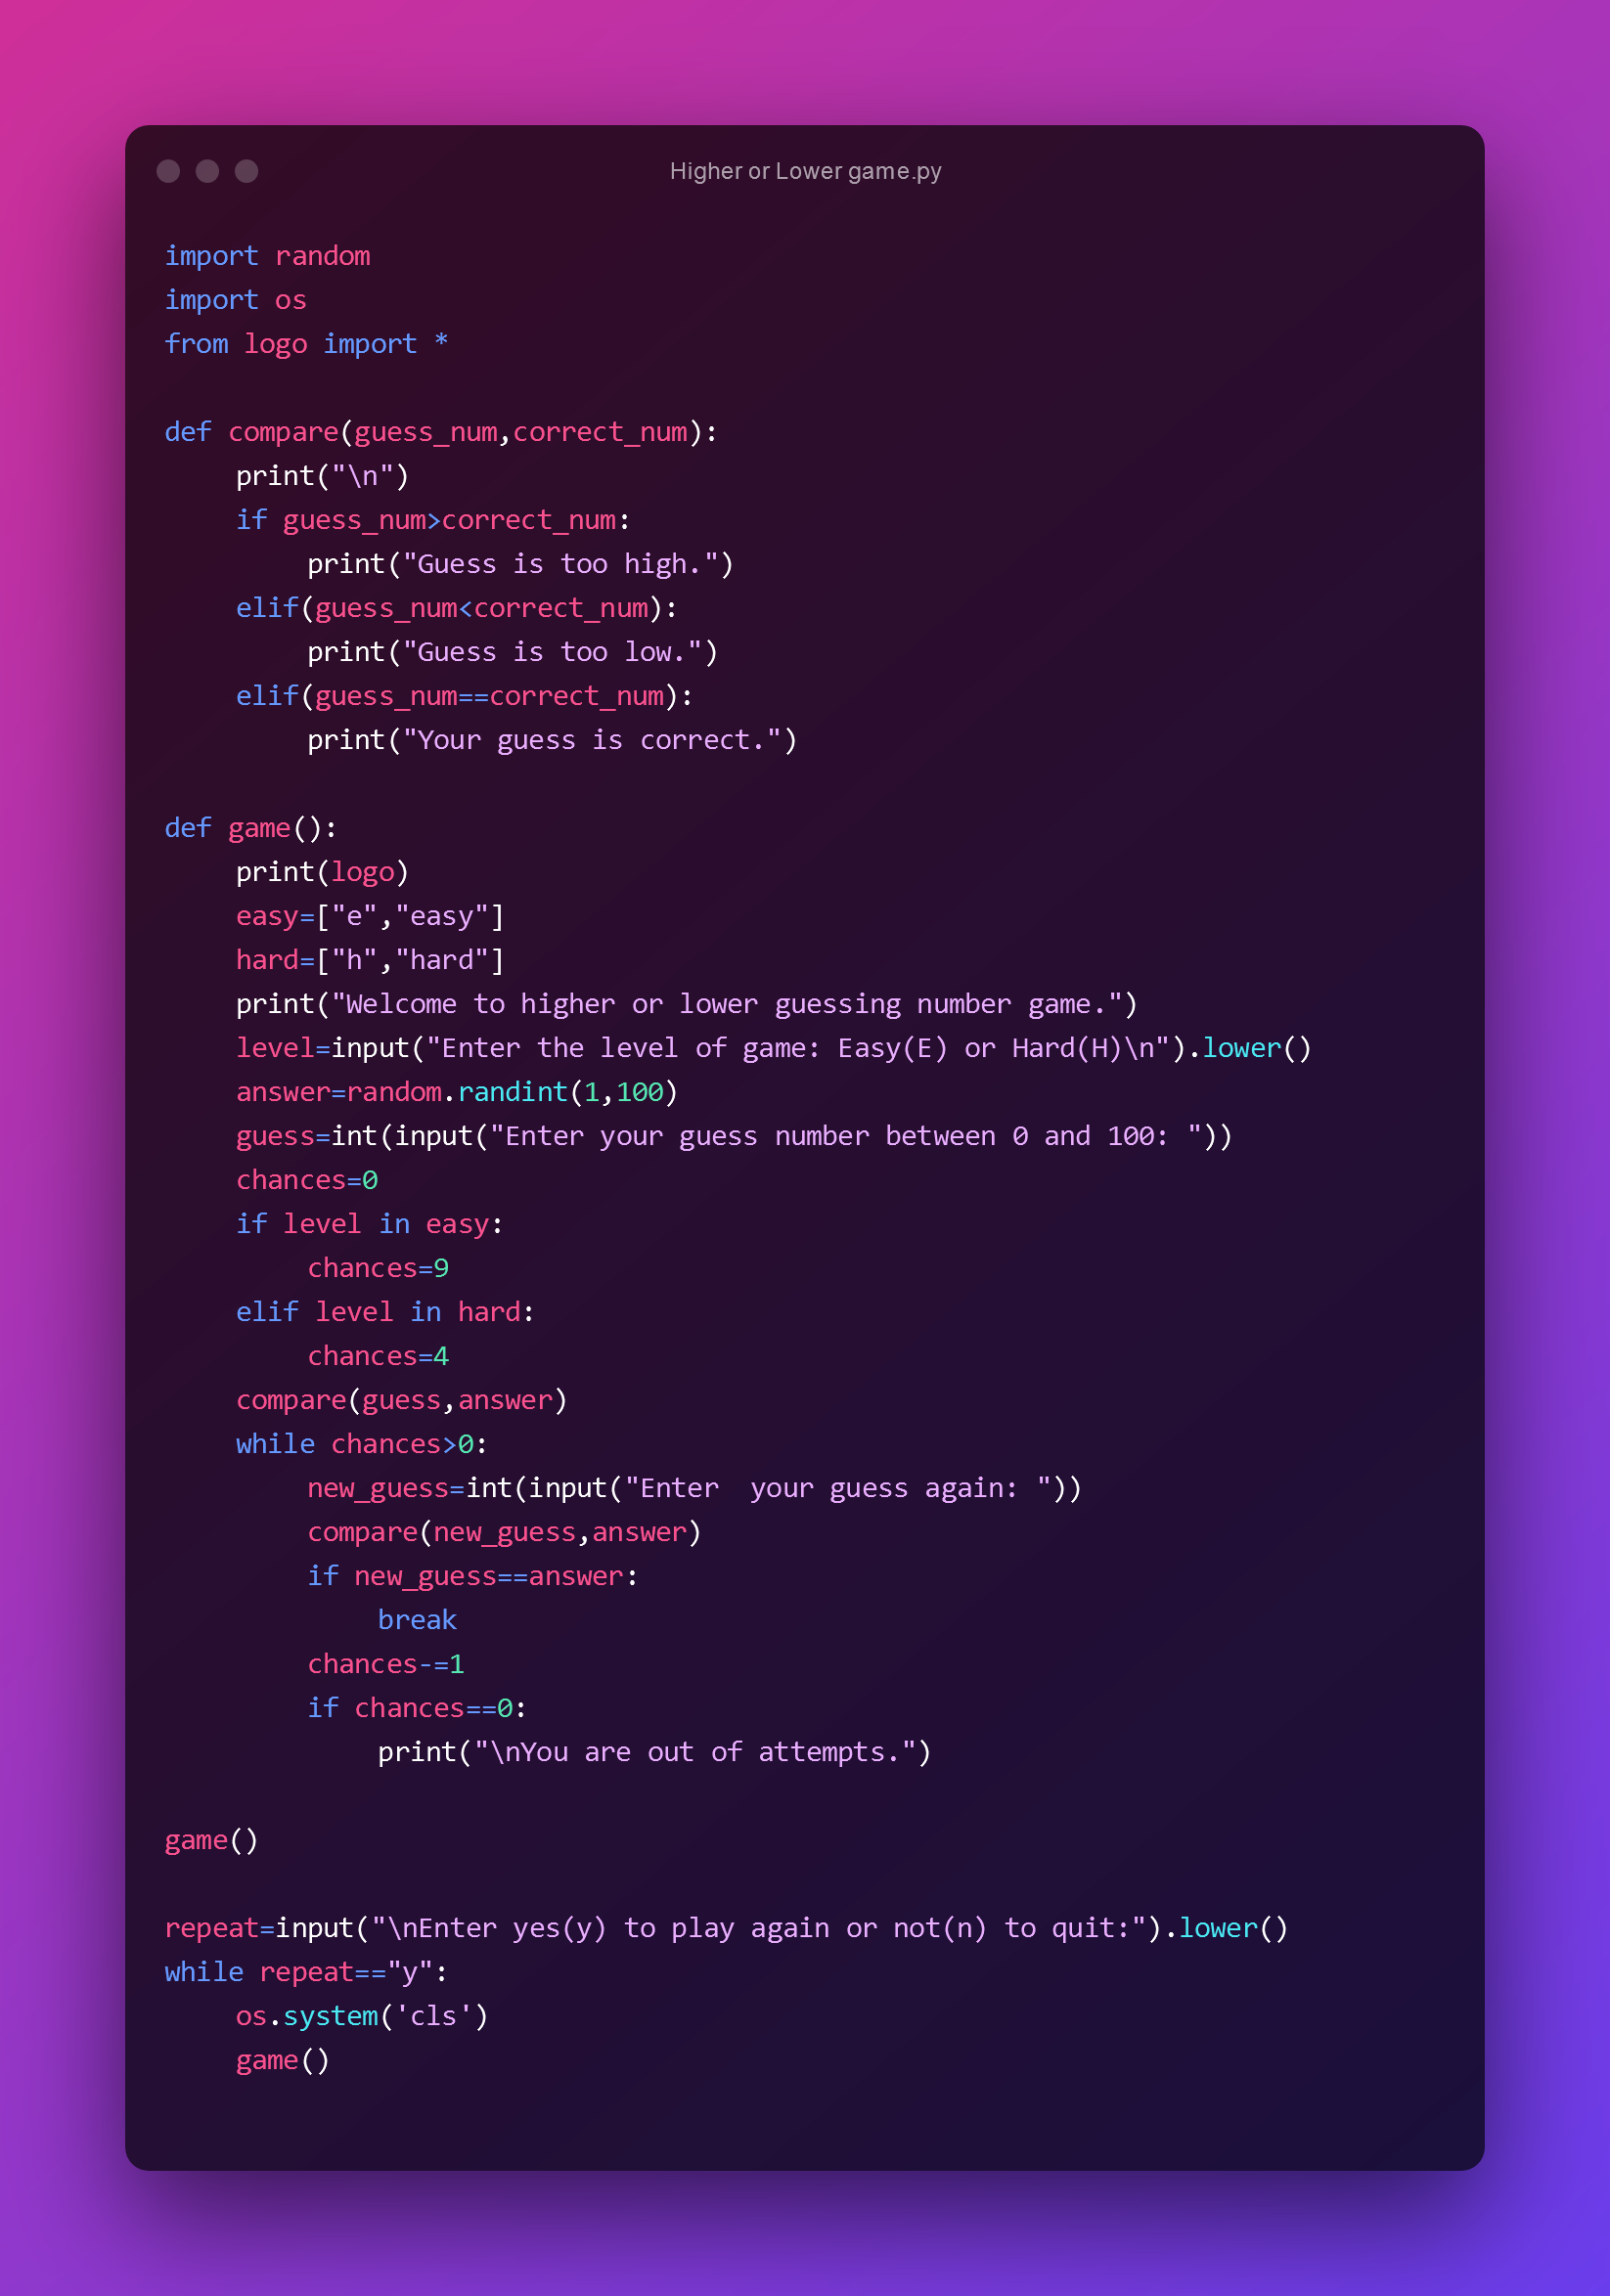 Higher or Lower game.py
import random
import os
from logo import *
def compare(guess_num,correct_num):
    print("\n")
    if guess_num>correct_num:
        print("Guess is too high.")
    elif(guess_num<correct_num):
        print("Guess is too low.")
    elif(guess_num==correct_num):
        print("Your guess is correct.")
def game():
    print(logo)
    easy=["e","easy"]
    hard=["h","hard"]
    print("Welcome to higher or lower guessing number game.")
    level=input("Enter the level of game: Easy(E) or Hard(H)\n").lower()
    answer=random.randint(1,100)
    guess=int(input("Enter your guess number between 0 and 100: "))
    chances=0
    if level in easy:
        chances=9
    elif level in hard:
        chances=4
    compare(guess,answer)
    while chances>0:
        new_guess=int(input("Enter  your guess again: "))
        compare(new_guess,answer)
        if new_guess==answer:
            break
        chances-=1
        if chances==0:
            print("\nYou are out of attempts.")
game()
repeat=input("\nEnter yes(y) to play again or not(n) to quit:").lower()
while repeat=="y":
    os.system('cls')
    game()